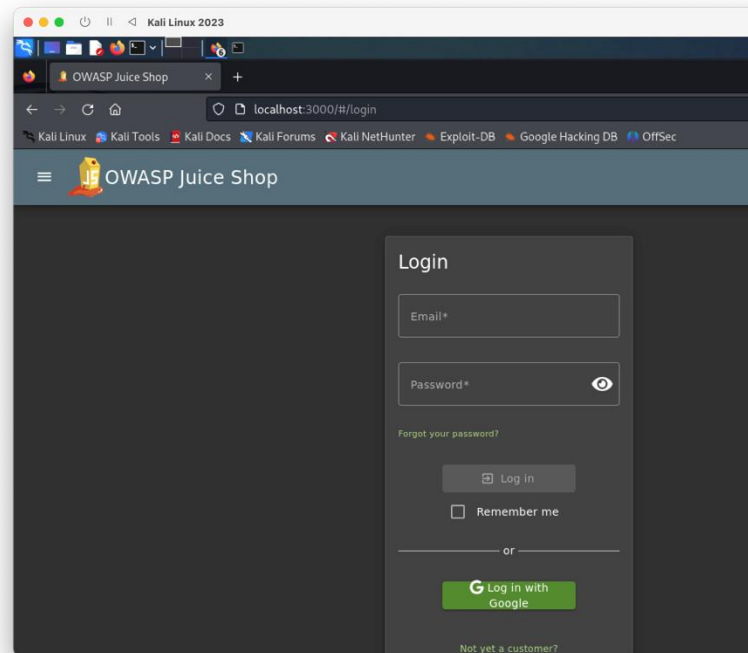 Kali Linux 2023
OWASP Juice Shop
localhost:3000/#/login
Kali Linux Kali Tools Kali Docs Kali Forums Kali NetHunter Exploit-DB Google Hacking DB OffSec
OWASP Juice Shop
Login
Email*
Password*
Forgot your password?
Log in
Remember me
or
Log in with
Google
Not yet a customer?